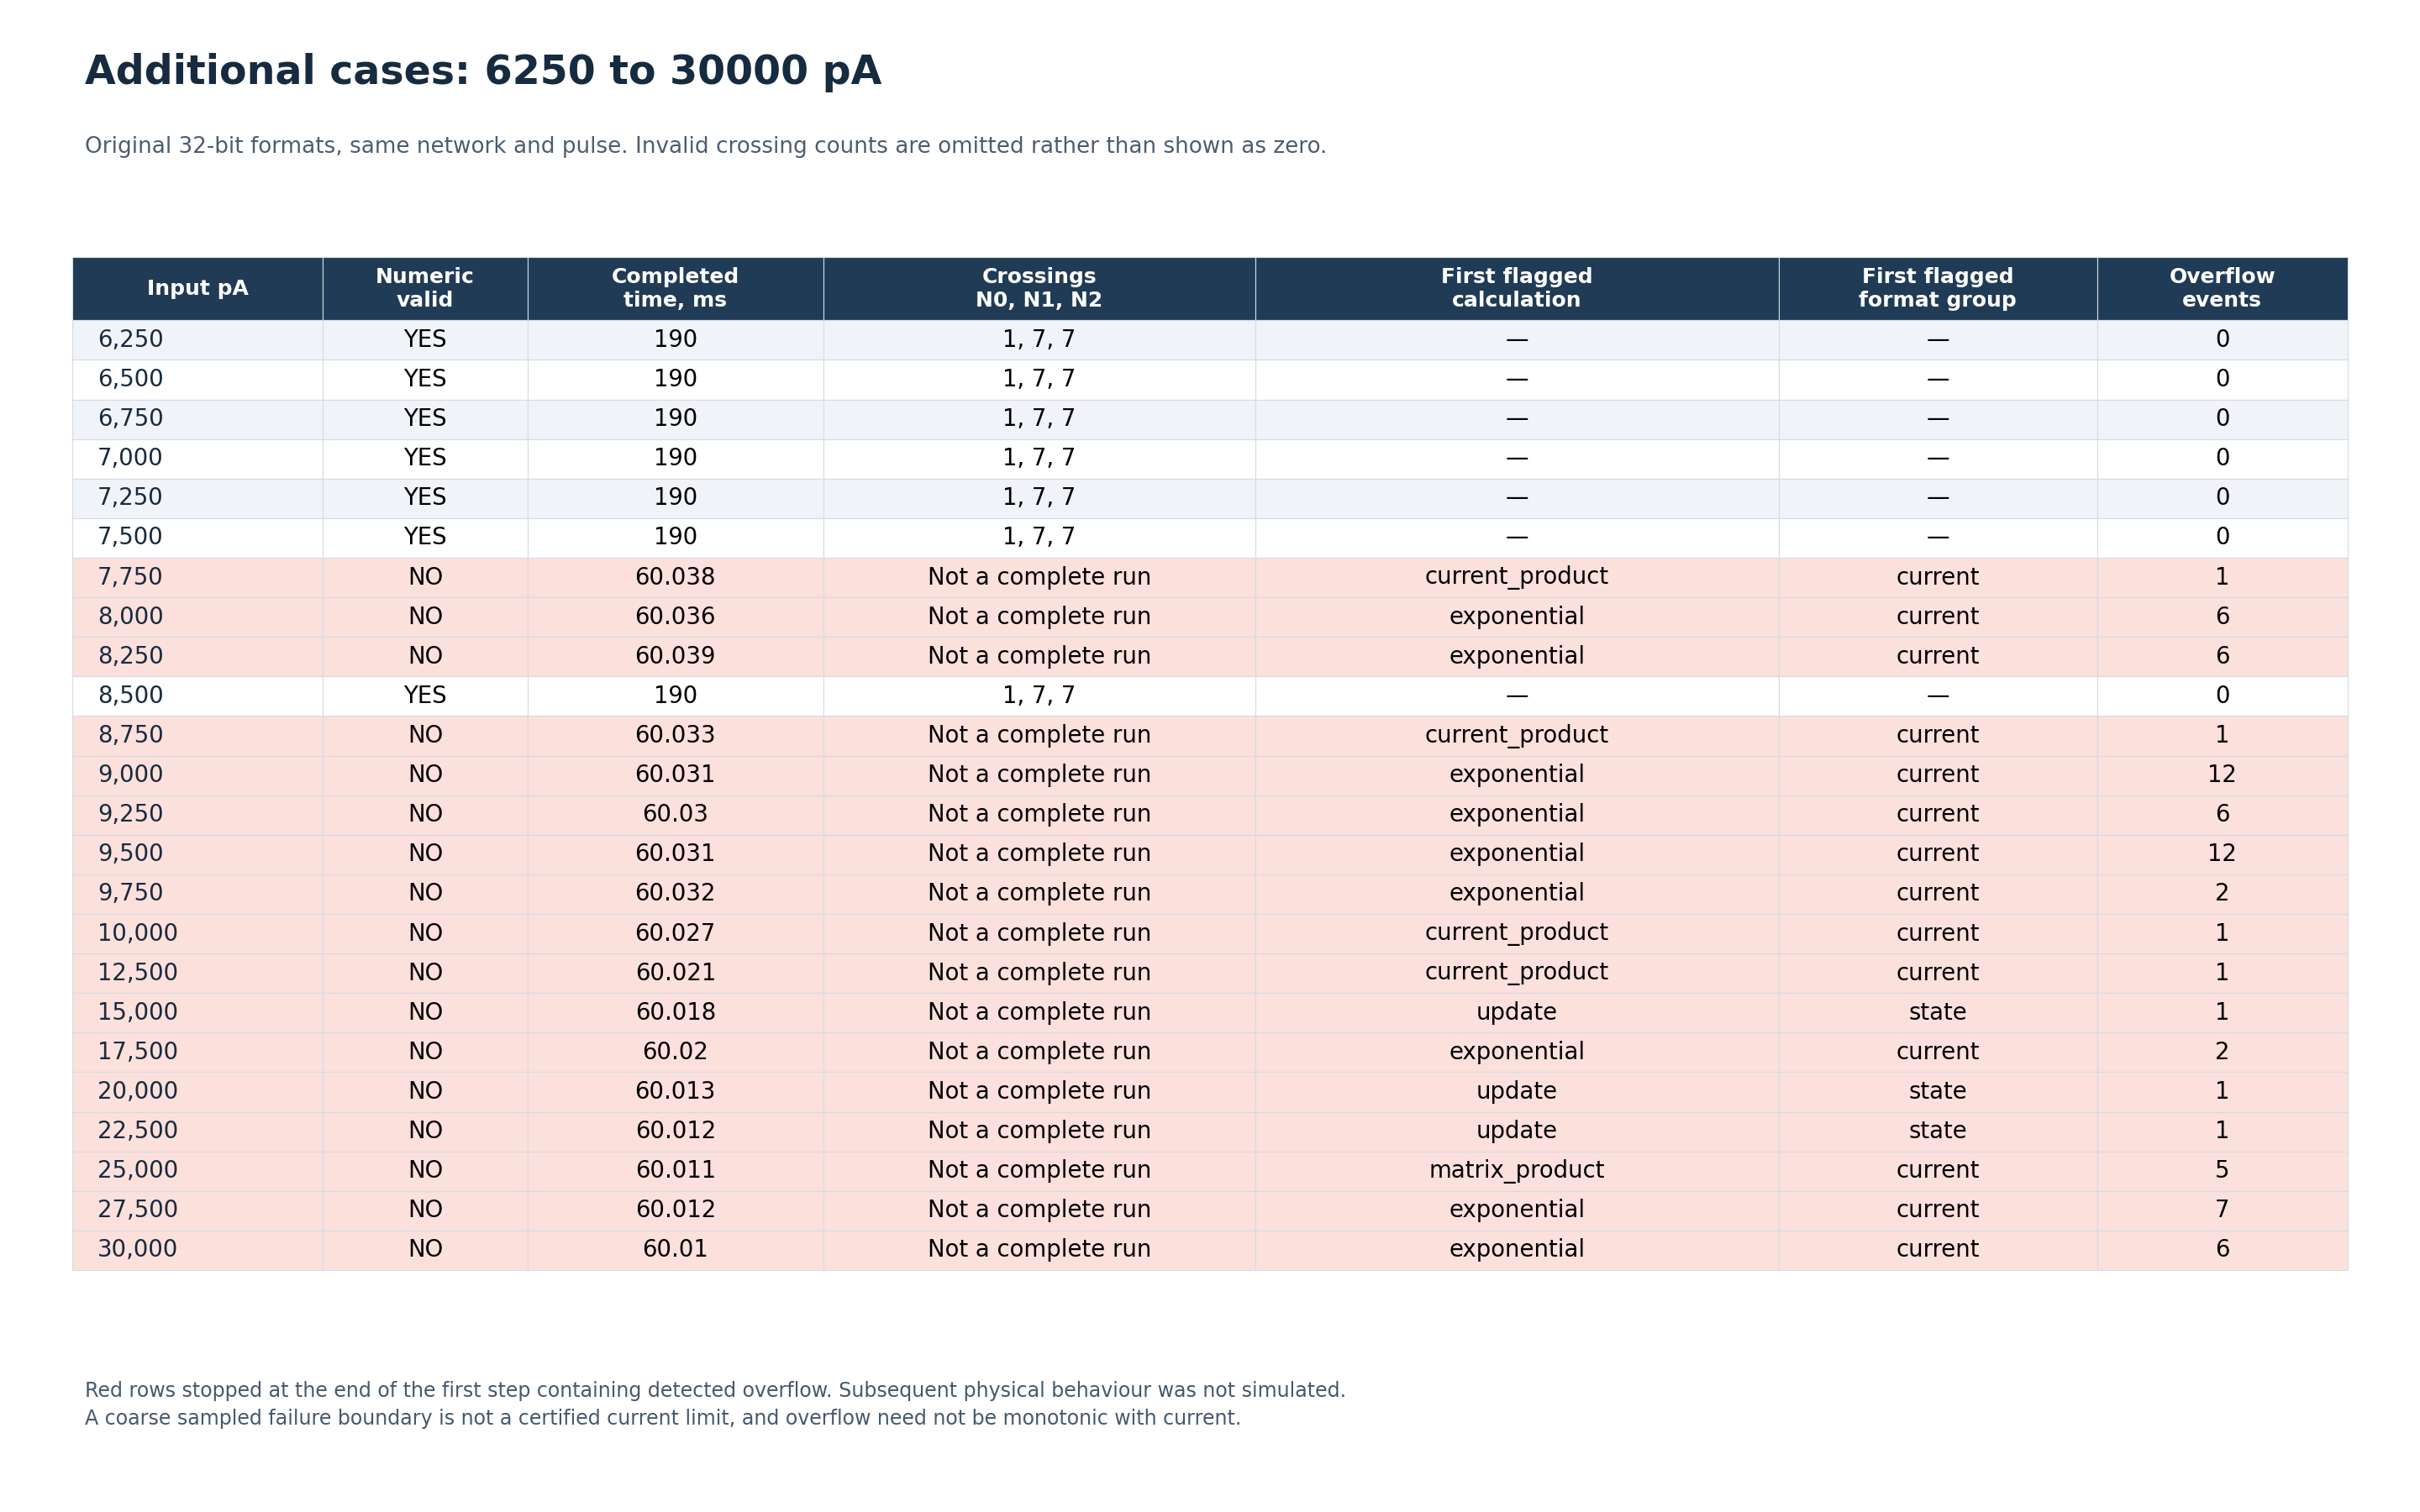 Additional cases: 6250 to 30000 pA
Original 32-bit formats, same network and pulse. Invalid crossing counts are omitted rather than shown as zero.
Input pA Numeric valid Completed time, ms Crossings N0, N1, N2 First flagged calculation First flagged format group Overflow events
6,250 YES 190 1, 7, 7 — — 0
6,500 YES 190 1, 7, 7 — — 0
6,750 YES 190 1, 7, 7 — — 0
7,000 YES 190 1, 7, 7 — — 0
7,250 YES 190 1, 7, 7 — — 0
7,500 YES 190 1, 7, 7 — — 0
7,750 NO 60.038 Not a complete run current_product current 1
8,000 NO 60.036 Not a complete run exponential current 6
8,250 NO 60.039 Not a complete run exponential current 6
8,500 YES 190 1, 7, 7 — — 0
8,750 NO 60.033 Not a complete run current_product current 1
9,000 NO 60.031 Not a complete run exponential current 12
9,250 NO 60.03 Not a complete run exponential current 6
9,500 NO 60.031 Not a complete run exponential current 12
9,750 NO 60.032 Not a complete run exponential current 2
10,000 NO 60.027 Not a complete run current_product current 1
12,500 NO 60.021 Not a complete run current_product current 1
15,000 NO 60.018 Not a complete run update state 1
17,500 NO 60.02 Not a complete run exponential current 2
20,000 NO 60.013 Not a complete run update state 1
22,500 NO 60.012 Not a complete run update state 1
25,000 NO 60.011 Not a complete run matrix_product current 5
27,500 NO 60.012 Not a complete run exponential current 7
30,000 NO 60.01 Not a complete run exponential current 6
Red rows stopped at the end of the first step containing detected overflow. Subsequent physical behaviour was not simulated.
A coarse sampled failure boundary is not a certified current limit, and overflow need not be monotonic with current.